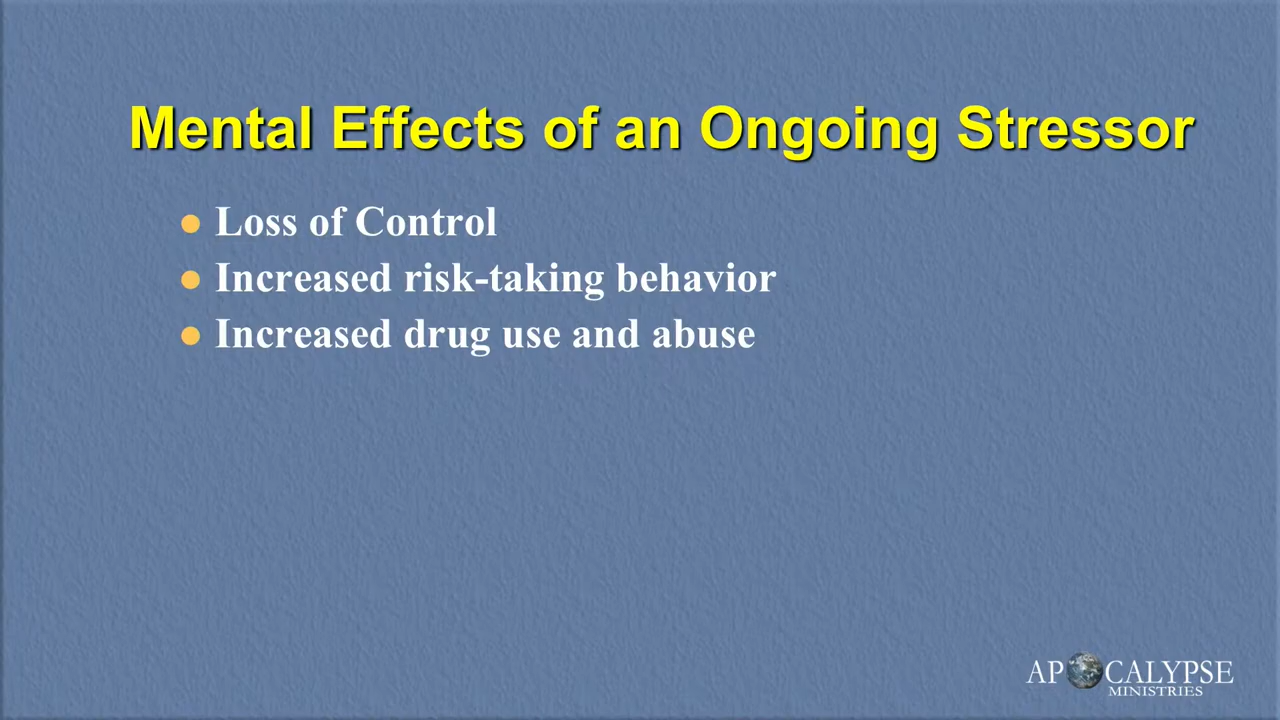 Mental Effects of an Ongoing Stressor
Loss of Control
Increased risk-taking behavior
Increased drug use and abuse
APOCALYPSE
MINISTRIES